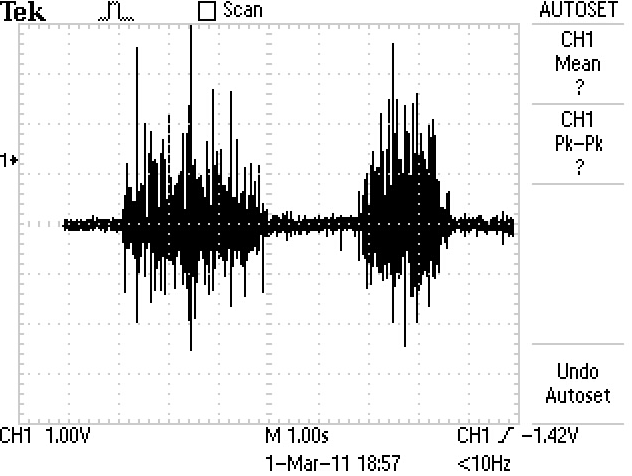 Tek
Scan
AUTOSET
CH1
Mean
?
CH1
Pk-Pk
?
1
Undo
Autoset
CH1 1.00V
M 1.00s
CH1
-1.42V
1-Mar-11 18:57
<10Hz